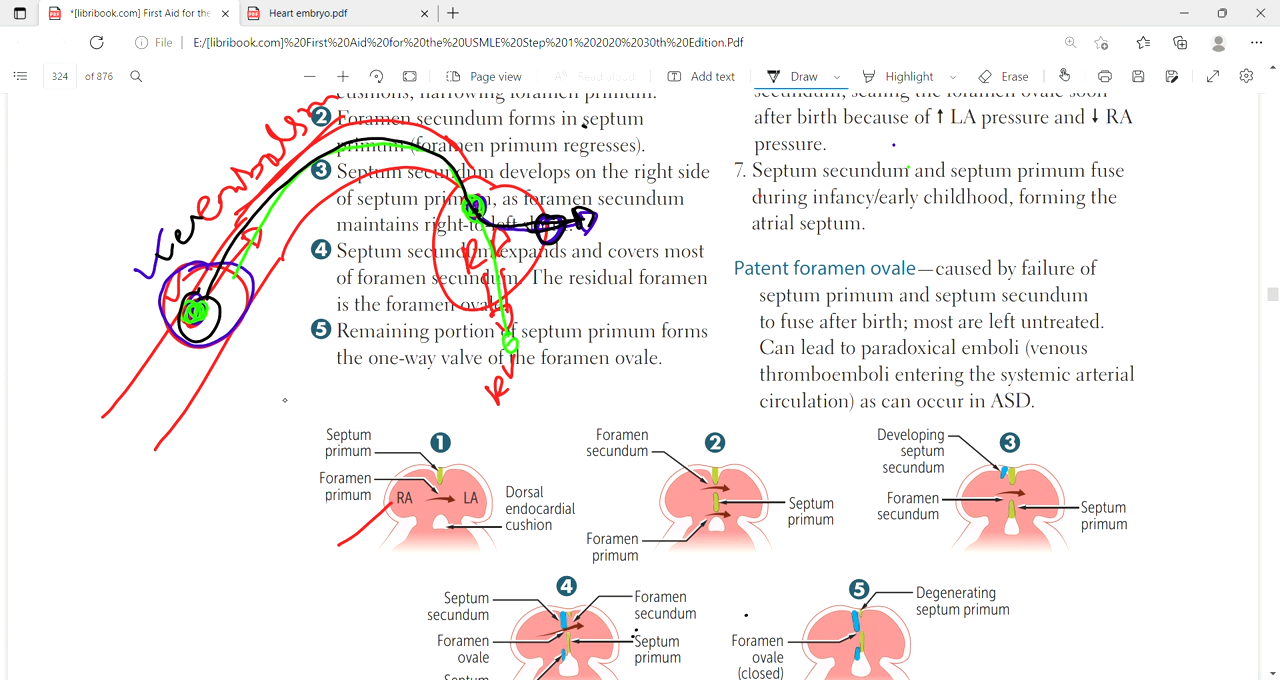 *[libribook.com] First Aid for the
Heart embryo.pdf
File
E:/[libribook.com]%20First%20Aid%20for%20the%20USMLE%20Step%201%202020%2030th%20Edition.Pdf
324 of 876
Page view
Read aloud
Add text
Draw
Highlight
Erase
cushions, narrowing foramen primum.
2 Foramen secundum forms in septum
primum (foramen primum regresses).
3 Septum secundum develops on the right side
of septum primum, as foramen secundum
maintains right-to-left
4 Septum secundum expands and covers most
of foramen secundum. The residual foramen
is the foramen ovale.
5 Remaining portion of septum primum forms
the one-way valve of the foramen ovale.
secundum, sealing the foramen ovale soon
after birth because of ↑ LA pressure and ↓ RA
pressure.
7. Septum secundum and septum primum fuse
during infancy/early childhood, forming the
atrial septum.
Patent foramen ovale—caused by failure of
septum primum and septum secundum
to fuse after birth; most are left untreated.
Can lead to paradoxical emboli (venous
thromboemboli entering the systemic arterial
circulation) as can occur in ASD.
1
Septum
primum
Foramen
primum
RA
LA
Dorsal
endocardial
cushion
2
Foramen
secundum
Septum
primum
Foramen
primum
3
Developing
septum
secundum
Foramen
secundum
Septum
primum
4
Septum
secundum
Foramen
secundum
Foramen
ovale
Septum
primum
Septum
5
Degenerating
septum primum
Foramen
ovale
(closed)